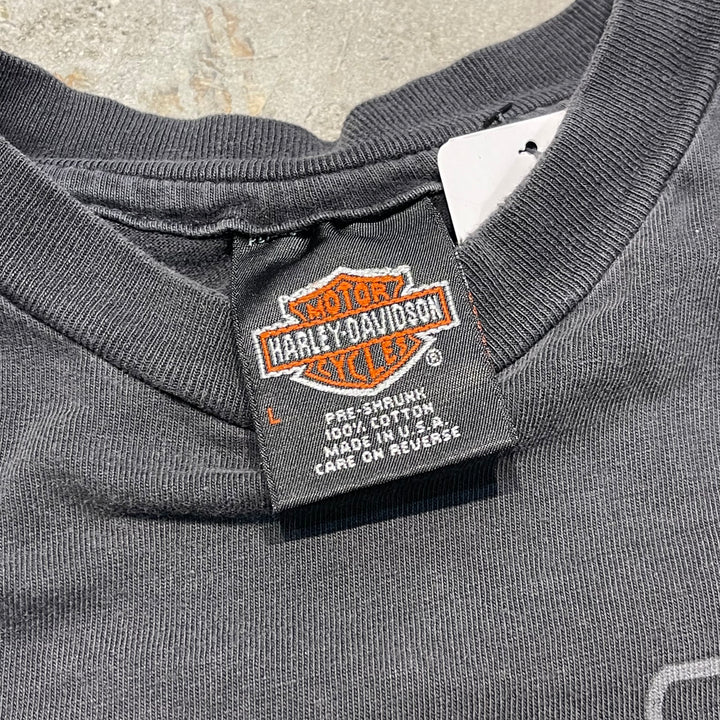 MOTOR
HARLEY-DAVIDSON
CYCLES ®
L
PRE-SHRUNK
100% COTTON
MADE IN U.S.A.
CARE ON REVERSE